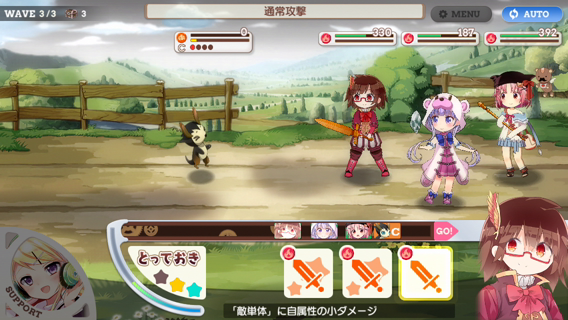 WAVE 3/3 3
通常攻撃
MENU
AUTO
0
C
330
187
392
C
GO!
とっておき
SUPPORT
「敵単体」に自属性の小ダメージ